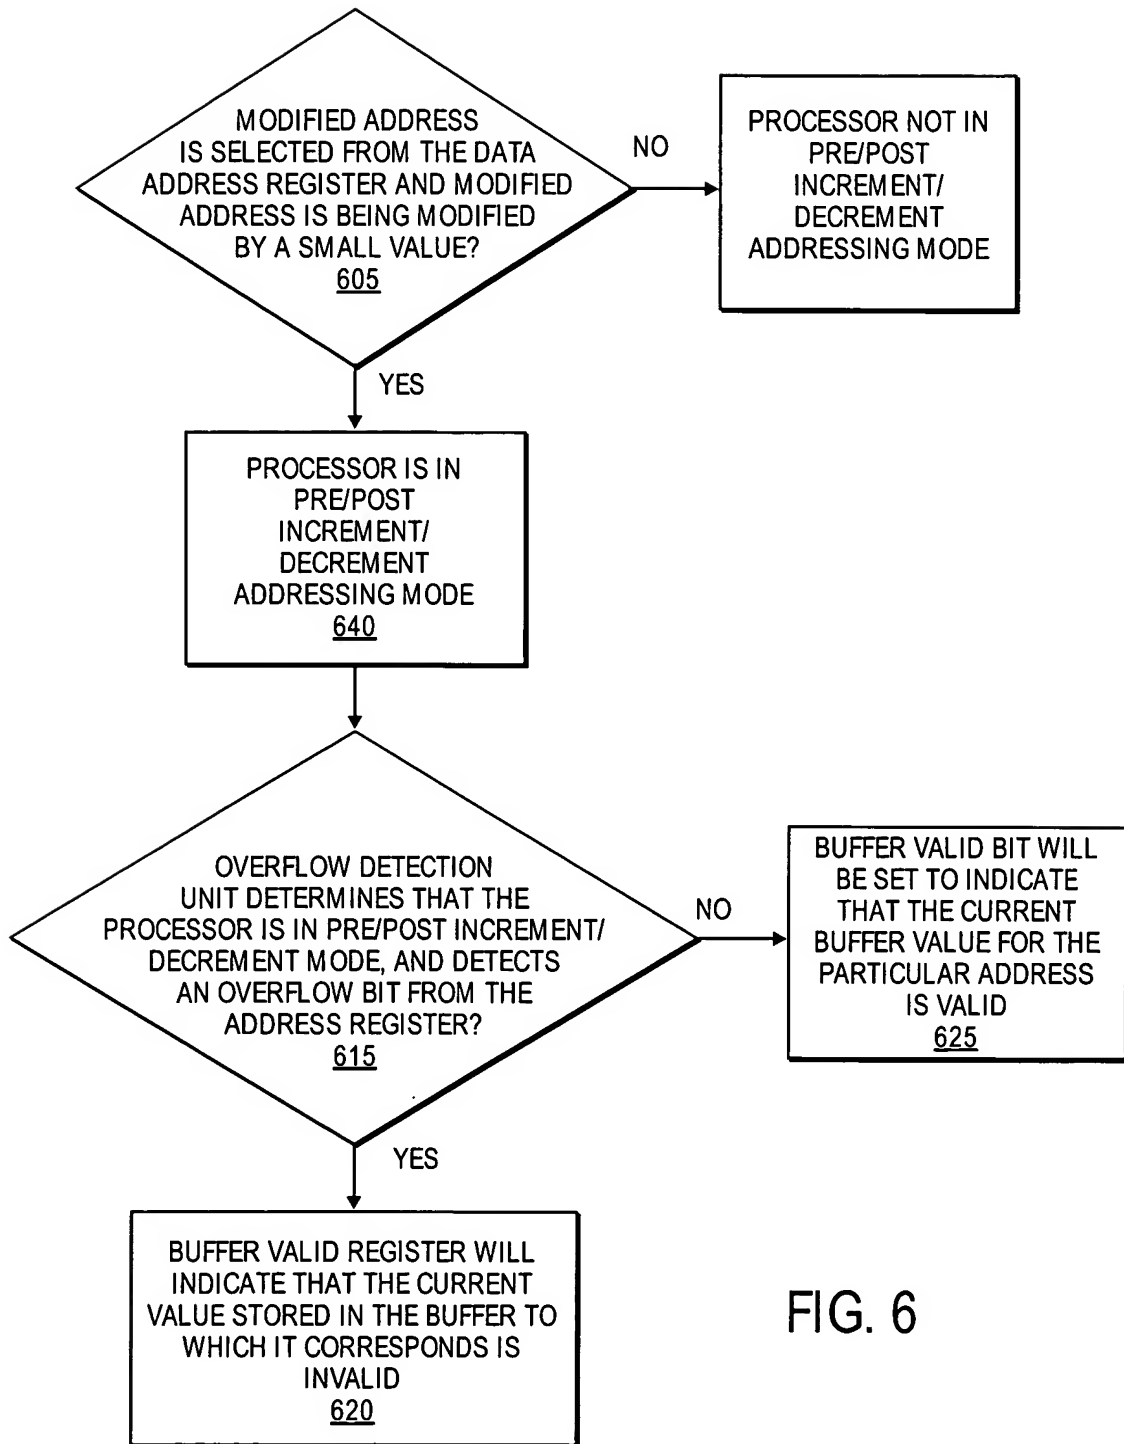 MODIFIED ADDRESS
IS SELECTED FROM THE DATA
ADDRESS REGISTER AND MODIFIED
ADDRESS IS BEING MODIFIED
BY A SMALL VALUE?
605
NO
PROCESSOR NOT IN
PRE/POST
INCREMENT/
DECREMENT
ADDRESSING MODE
YES
PROCESSOR IS IN
PRE/POST
INCREMENT/
DECREMENT
ADDRESSING MODE
640
OVERFLOW DETECTION
UNIT DETERMINES THAT THE
PROCESSOR IS IN PRE/POST INCREMENT/
DECREMENT MODE, AND DETECTS
AN OVERFLOW BIT FROM THE
ADDRESS REGISTER?
615
NO
BUFFER VALID BIT WILL
BE SET TO INDICATE
THAT THE CURRENT
BUFFER VALUE FOR THE
PARTICULAR ADDRESS
IS VALID
625
YES
BUFFER VALID REGISTER WILL
INDICATE THAT THE CURRENT
VALUE STORED IN THE BUFFER TO
WHICH IT CORRESPONDS IS
INVALID
620
FIG. 6